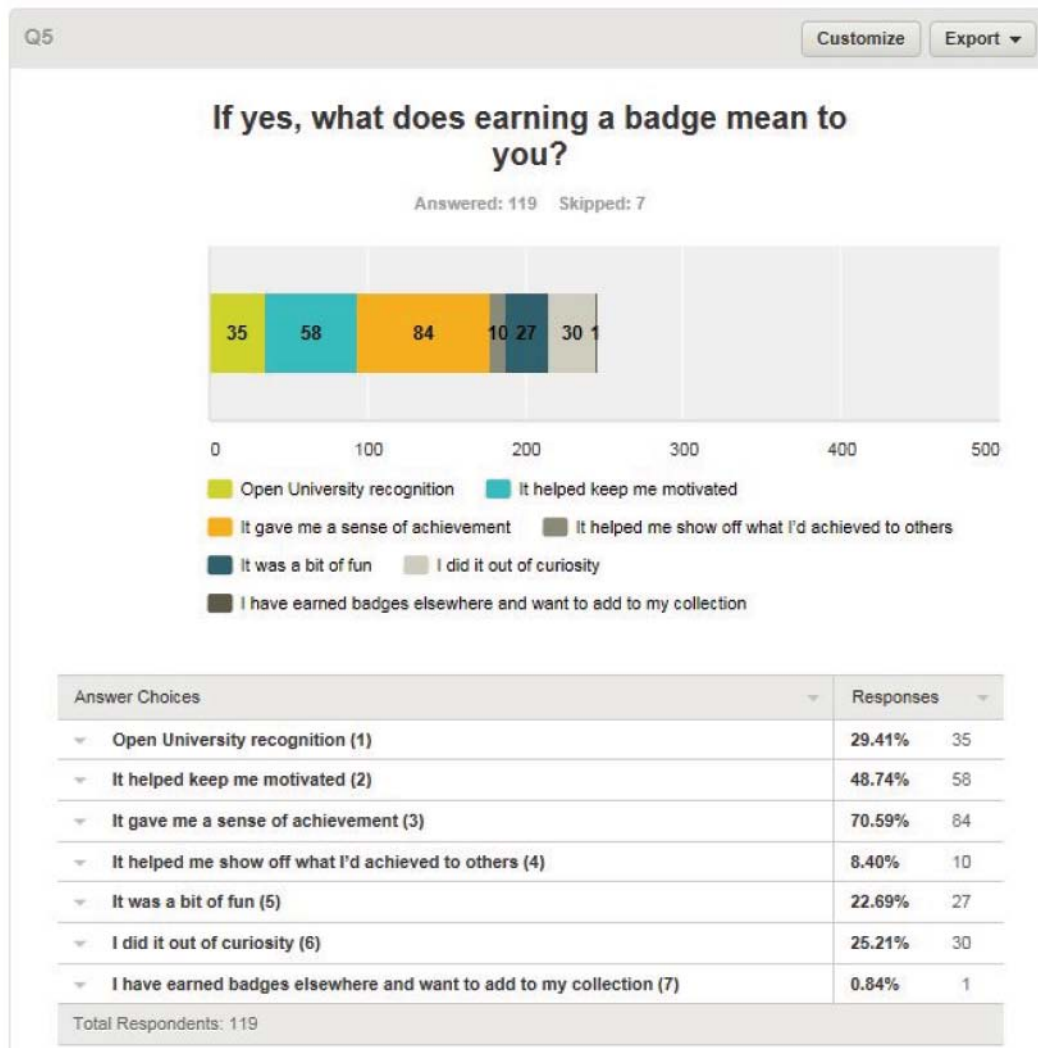 Q5 Customize Export
If yes, what does earning a badge mean to
you?
Answered: 119 Skipped: 7
35 58 84 10 27 30 1
0 100 200 300 400 500
Open University recognition It helped keep me motivated
It gave me a sense of achievement It helped me show off what I'd achieved to others
It was a bit of fun I did it out of curiosity
I have earned badges elsewhere and want to add to my collection
Answer Choices Responses
Open University recognition (1) 29.41% 35
It helped keep me motivated (2) 48.74% 58
It gave me a sense of achievement (3) 70.59% 84
It helped me show off what I'd achieved to others (4) 8.40% 10
It was a bit of fun (5) 22.69% 27
I did it out of curiosity (6) 25.21% 30
I have earned badges elsewhere and want to add to my collection (7) 0.84% 1
Total Respondents: 119